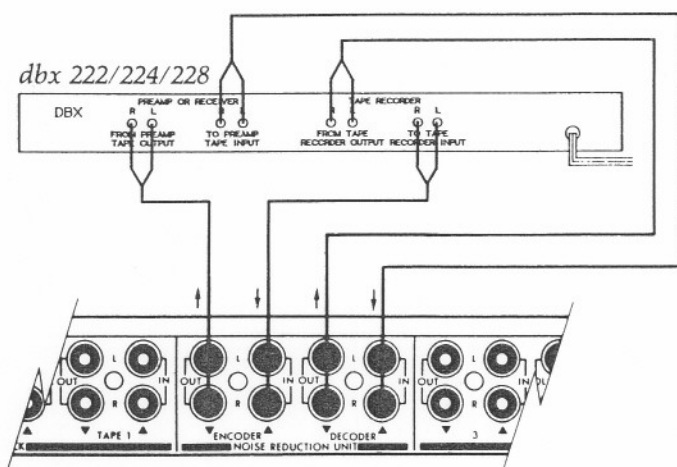 dbx 222/224/228
PREAMP OR RECEIVER TAPE RECORDER
DBX R L R L R L R L
FROM PREAMP TO PREAMP FROM TAPE TO TAPE
TAPE OUTPUT TAPE INPUT RECORDER OUTPUT RECORDER INPUT
L L L L
OUT IN OUT IN OUT IN OUT IN
R R R R
TAPE 1 ENCODER DECODER 3
NOISE REDUCTION UNIT